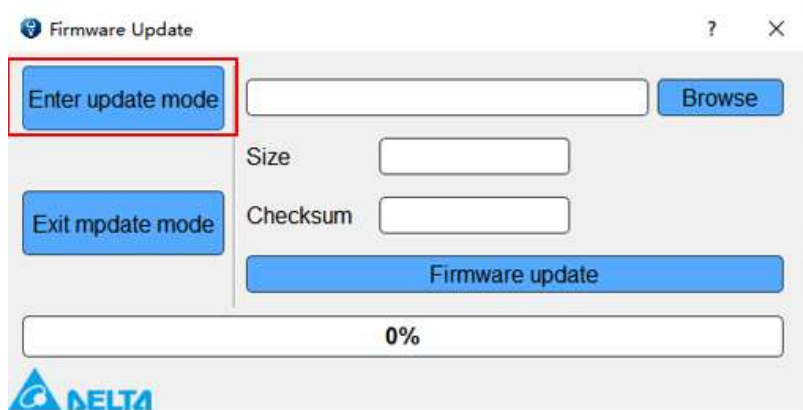 Firmware Update
?
Enter update mode
Browse
Size
Exit mpdate mode
Checksum
Firmware update
0%
DELTA